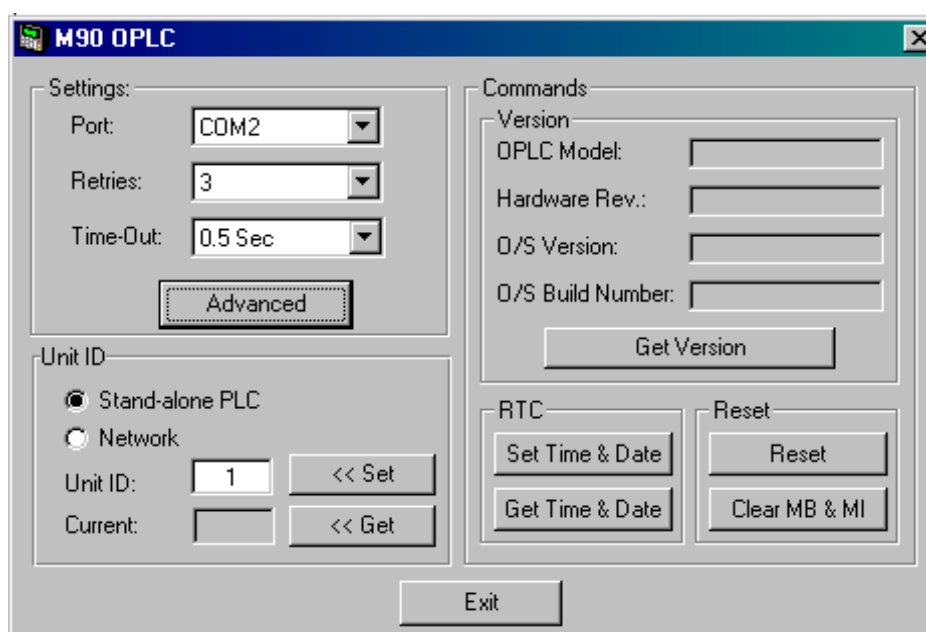 M90 OPLC
Settings:
Port: COM2
Retries: 3
Time-Out: 0.5 Sec
Advanced
Unit ID
Stand-alone PLC
Network
Unit ID: 1 << Set
Current: << Get
Commands
Version
OPLC Model:
Hardware Rev.:
O/S Version:
O/S Build Number:
Get Version
RTC
Set Time & Date
Get Time & Date
Reset
Reset
Clear MB & MI
Exit